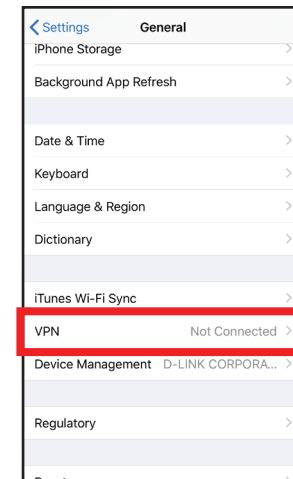 Settings General
iPhone Storage
Background App Refresh
Date & Time
Keyboard
Language & Region
Dictionary
iTunes Wi-Fi Sync
VPN Not Connected
Device Management D-LINK CORPORA...
Regulatory